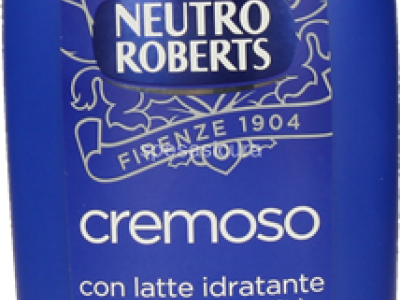 NEUTRO
ROBERTS
FIRENZE 1904
cremoso
con latte idratante